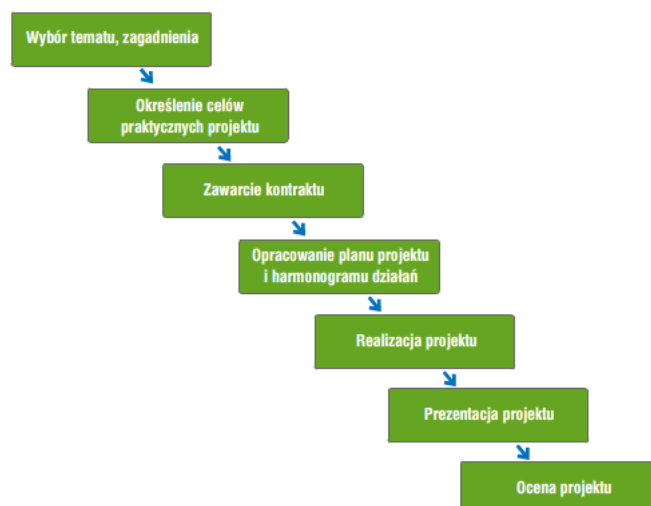 Wybór tematu, zagadnienia
Określenie celów
praktycznych projektu
Zawarcie kontraktu
Opracowanie planu projektu
i harmonogramu działań
Realizacja projektu
Prezentacja projektu
Ocena projektu